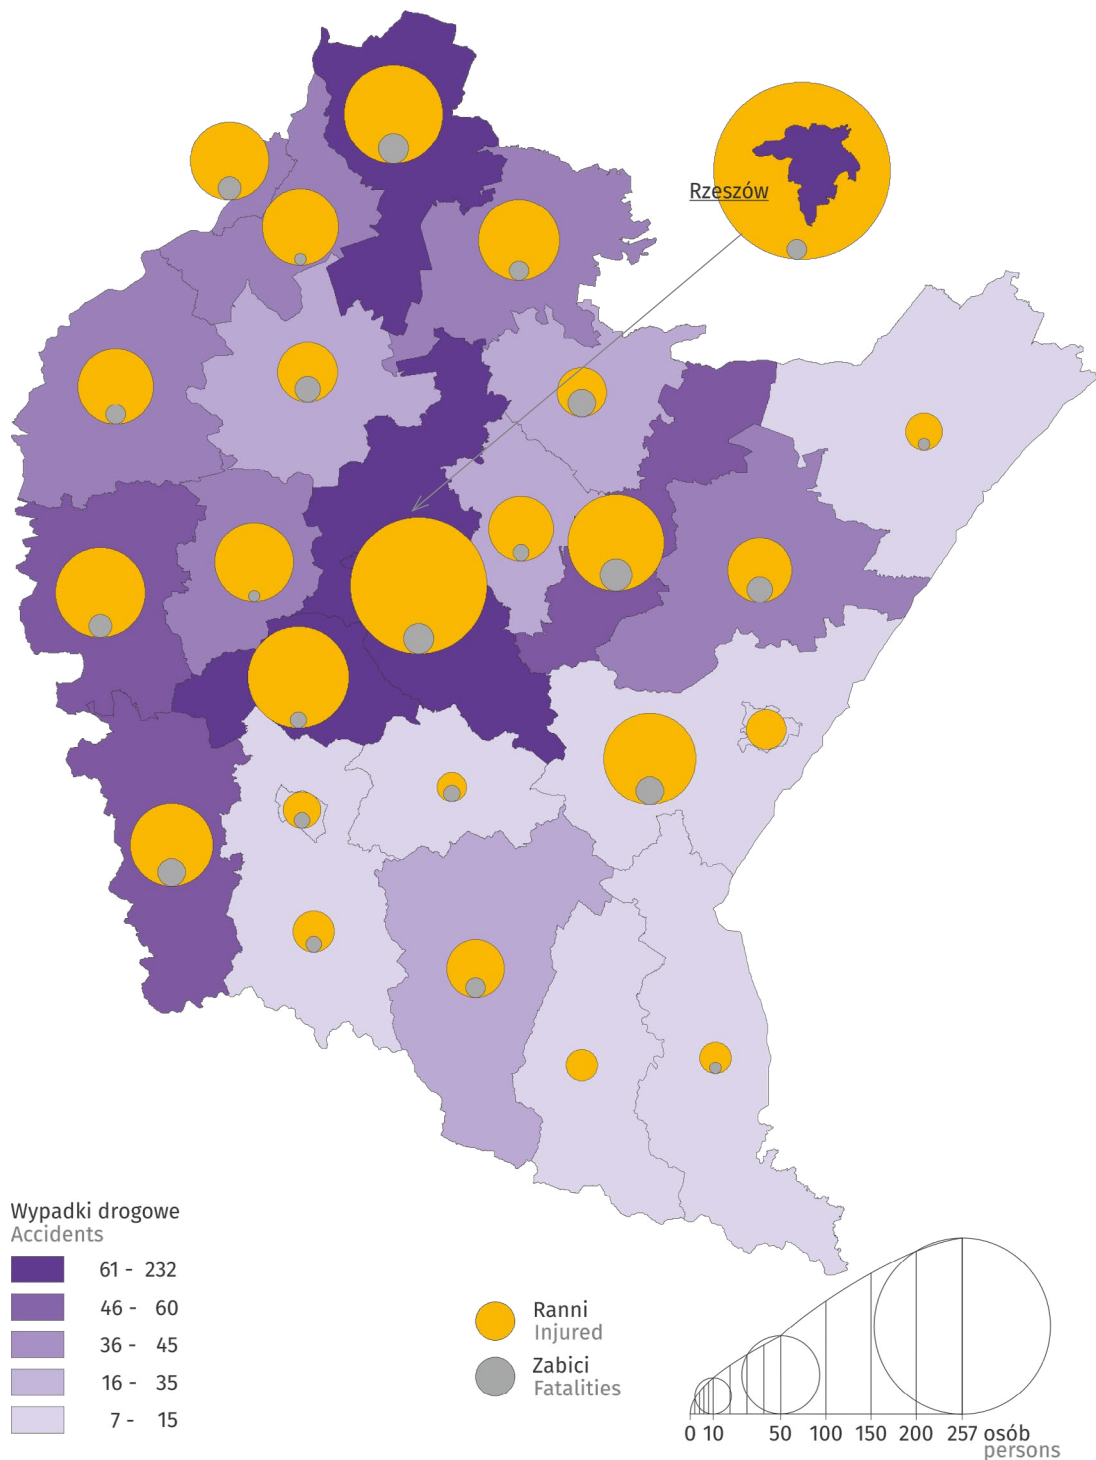 Rzeszów
Wypadki drogowe
Accidents
61 - 232
46 - 60
36 - 45
16 - 35
7 - 15
Ranni
Injured
Zabici
Fatalities
0 10 50 100 150 200 257 osób
persons